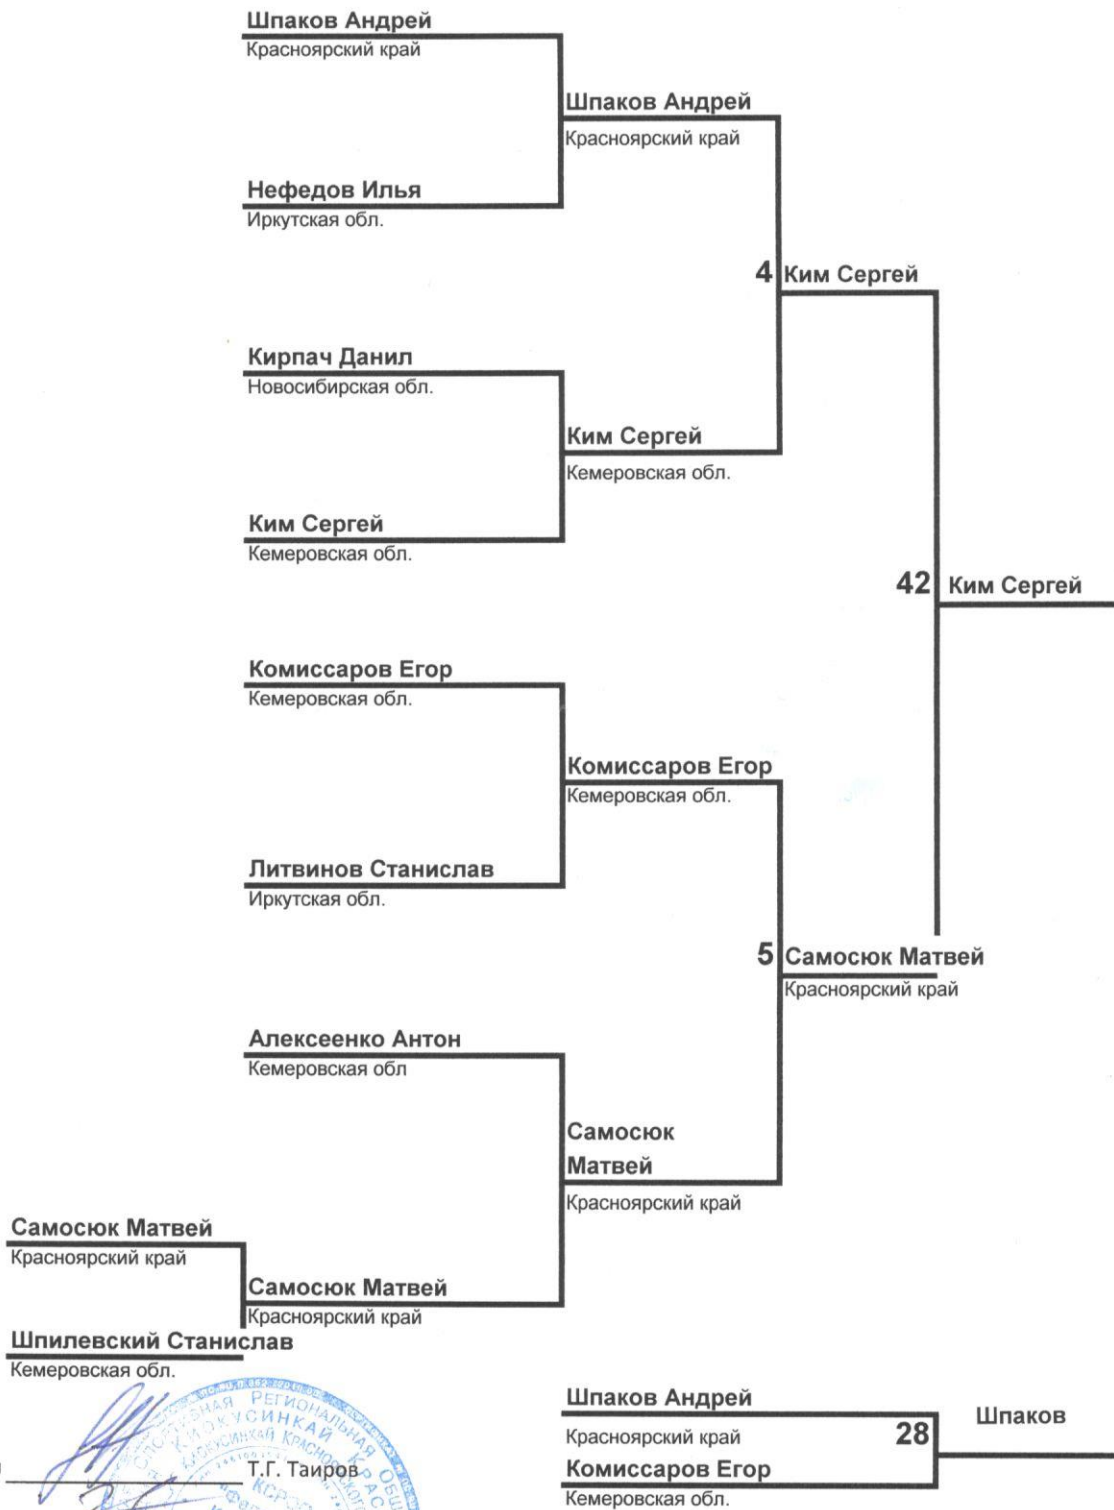 Шпаков Андрей
Красноярский край
Шпаков Андрей
Красноярский край
Нефедов Илья
Иркутская обл.
4 Ким Сергей
Кирпач Данил
Новосибирская обл.
Ким Сергей
Кемеровская обл.
Ким Сергей
Кемеровская обл.
42 Ким Сергей
Комиссаров Егор
Кемеровская обл.
Комиссаров Егор
Кемеровская обл.
Литвинов Станислав
Иркутская обл.
5 Самосюк Матвей
Красноярский край
Алексеенко Антон
Кемеровская обл
Самосюк
Матвей
Красноярский край
Самосюк Матвей
Красноярский край
Самосюк Матвей
Красноярский край
Шпилевский Станислав
Кемеровская обл.
Шпаков Андрей
Красноярский край
28 Шпаков
Комиссаров Егор
Кемеровская обл.
Т.Г. Таиров